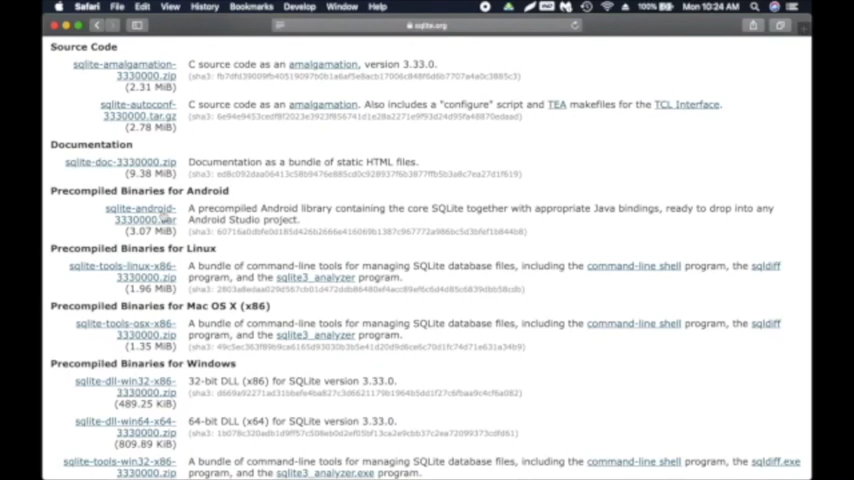 Safari File Edit View History Bookmarks Develop Window Help 100% Mon 10:24 AM
sqlite.org
Source Code
sqlite-amalgamation- C source code as an amalgamation, version 3.33.0.
3330000.zip
(2.31 MiB)
sqlite-autoconf- C source code as an amalgamation. Also includes a "configure" script and TEA makefiles for the TCL Interface.
3330000.tar.gz
(2.78 MiB)
Documentation
sqlite-doc-3330000.zip Documentation as a bundle of static HTML files.
(9.38 MiB)
Precompiled Binaries for Android
sqlite-android- A precompiled Android library containing the core SQLite together with appropriate Java bindings, ready to drop into any
Android Studio project.
(3.07 MiB)
Precompiled Binaries for Linux
sqlite-tools-linux-x86- A bundle of command-line tools for managing SQLite database files, including the command-line shell program, the sqldiff
3330000.zip program, and the sqlite3_analyzer program.
(1.96 MiB)
Precompiled Binaries for Mac OS X (x86)
sqlite-tools-osx-x86- A bundle of command-line tools for managing SQLite database files, including the command-line shell program, the sqldiff
3330000.zip program, and the sqlite3_analyzer program.
(1.35 MiB)
Precompiled Binaries for Windows
sqlite-dll-win32-x86- 32-bit DLL (x86) for SQLite version 3.33.0.
3330000.zip
(489.25 KiB)
sqlite-dll-win64-x64- 64-bit DLL (x64) for SQLite version 3.33.0.
3330000.zip
(809.89 KiB)
sqlite-tools-win32-x86- A bundle of command-line tools for managing SQLite database files, including the command-line shell program, the sqldiff.exe
3330000.zip program, and the sqlite3_analyzer.exe program.